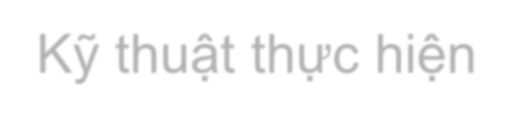 Kỹ thuật thực hiện